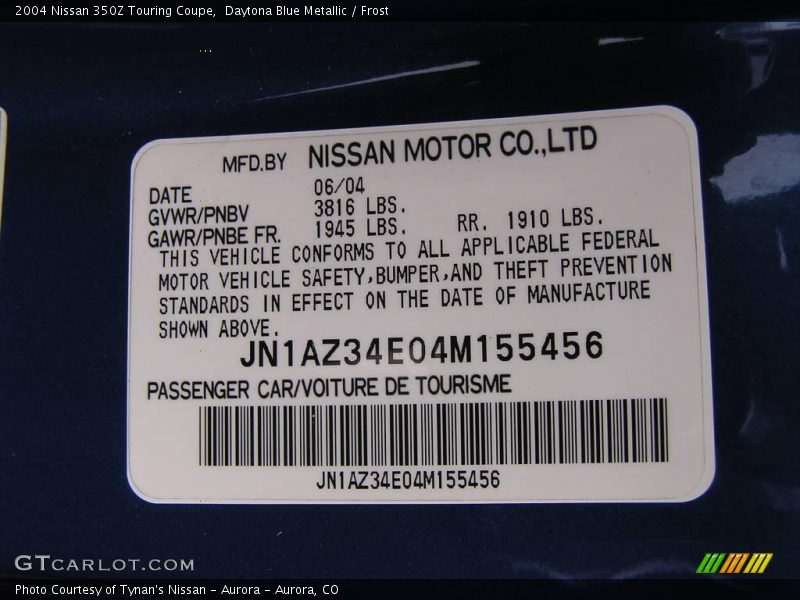 2004 Nissan 350Z Touring Coupe,  Daytona Blue Metallic / Frost
MFD.BY NISSAN MOTOR CO.,LTD
DATE 06/04
GVWR/PNBV 3816 LBS.
GAWR/PNBE FR. 1945 LBS. RR. 1910 LBS.
THIS VEHICLE CONFORMS TO ALL APPLICABLE FEDERAL
MOTOR VEHICLE SAFETY,BUMPER,AND THEFT PREVENTION
STANDARDS IN EFFECT ON THE DATE OF MANUFACTURE
SHOWN ABOVE.
JN1AZ34E04M155456
PASSENGER CAR/VOITURE DE TOURISME
JN1AZ34E04M155456
GTCARLOT.COM
Photo Courtesy of Tynan's Nissan - Aurora - Aurora, CO